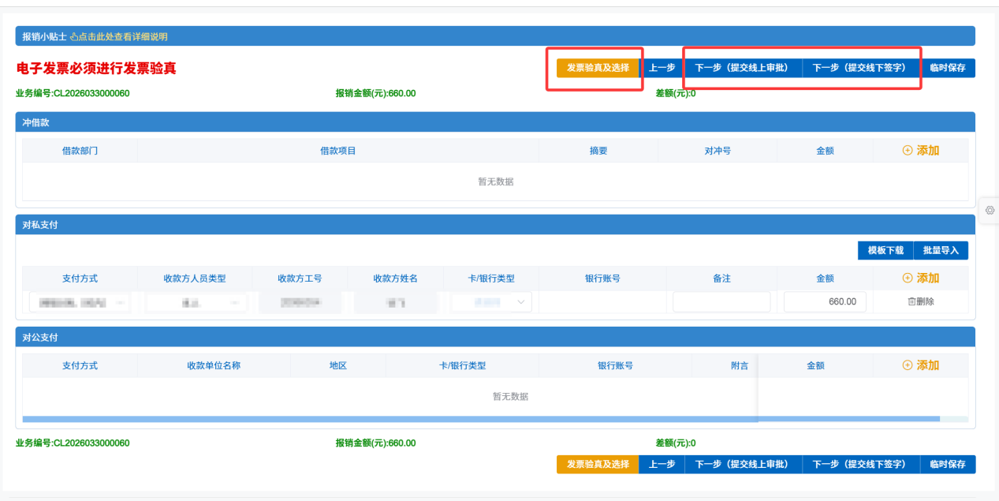 报销小贴士 点击此处查看详细说明
电子发票必须进行发票验真
发票验真及选择 上一步 下一步（提交线上审批） 下一步（提交线下签字） 临时保存
业务编号:CL2026033000060 报销金额(元):660.00 差额(元):0
冲借款
借款部门 借款项目 摘要 对冲号 金额 添加
暂无数据
对私支付
模板下载 批量导入
支付方式 收款方人员类型 收款方工号 收款方姓名 卡/银行类型 银行账号 备注 金额 添加
660.00 删除
对公支付
支付方式 收款单位名称 地区 卡/银行类型 银行账号 附言 金额 添加
暂无数据
业务编号:CL2026033000060 报销金额(元):660.00 差额(元):0
发票验真及选择 上一步 下一步（提交线上审批） 下一步（提交线下签字） 临时保存